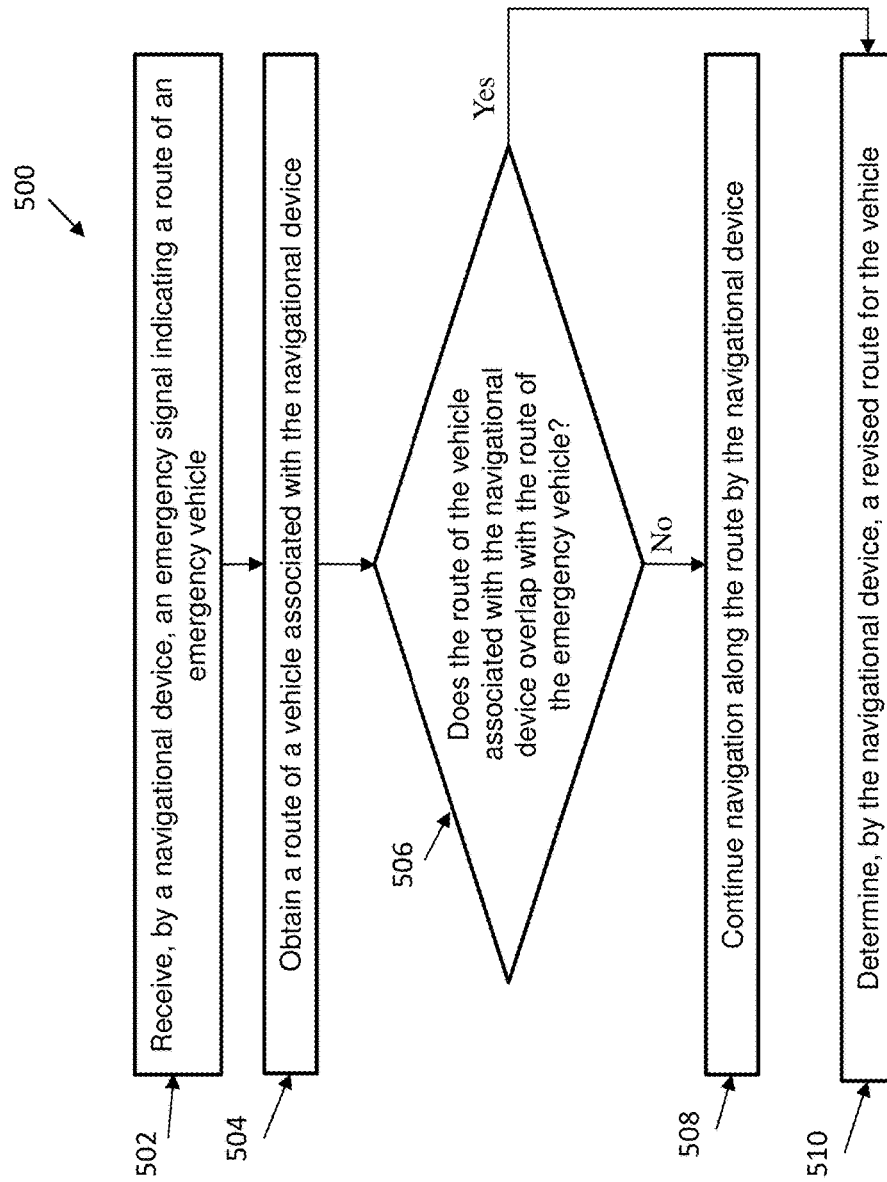 500
502
Receive, by a navigational device, an emergency signal indicating a route of an
emergency vehicle
504
Obtain a route of a vehicle associated with the navigational device
506
Does the route of the vehicle
associated with the navigational
device overlap with the route of
the emergency vehicle?
Yes
No
508
Continue navigation along the route by the navigational device
510
Determine, by the navigational device, a revised route for the vehicle